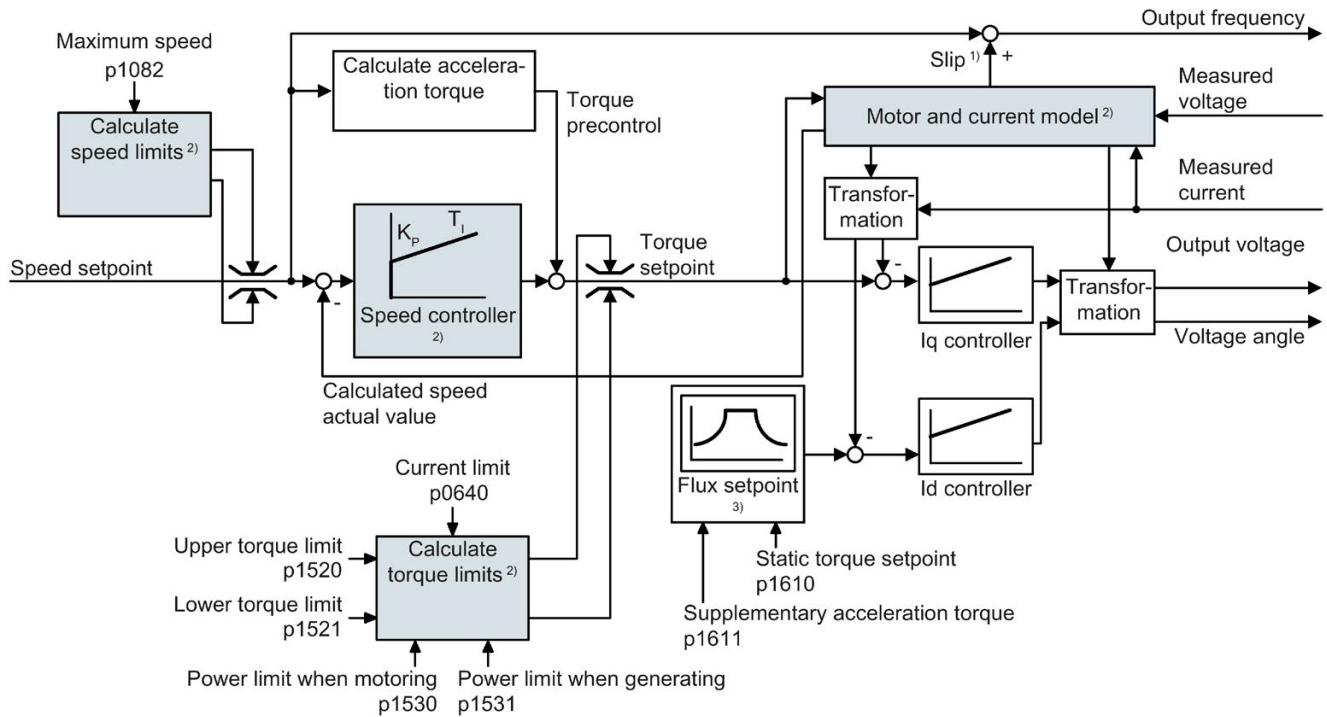 Output frequency
Maximum speed
p1082
Slip 1) +
Calculate accelera-
tion torque
Measured
voltage
Torque
precontrol
Motor and current model 2)
Calculate
speed limits 2)
Measured
current
Transfor-
mation
KP TI
Torque
setpoint
Output voltage
Speed setpoint
-
-
Transfor-
mation
Speed controller
2)
Iq controller
Voltage angle
Calculated speed
actual value
-
Current limit
p0640
Flux setpoint
3)
Id controller
Upper torque limit
p1520
Calculate
torque limits 2)
Static torque setpoint
p1610
Lower torque limit
p1521
Supplementary acceleration torque
p1611
Power limit when motoring
p1530
Power limit when generating
p1531